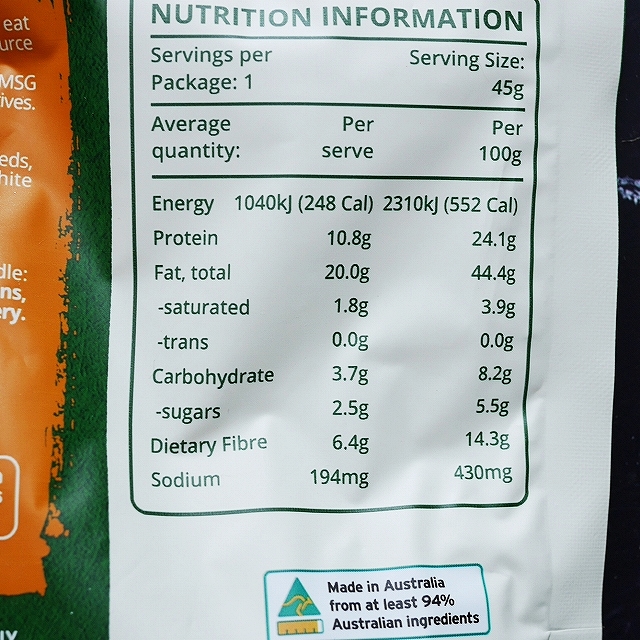 eat
urce
MSG
ives.
eds,
hite
dle:
ns,
ery.
NUTRITION INFORMATION
Servings per Package: 1
Serving Size: 45g
Average quantity:
Per serve
Per 100g
Energy 1040kJ (248 Cal) 2310kJ (552 Cal)
Protein 10.8g 24.1g
Fat, total 20.0g 44.4g
-saturated 1.8g 3.9g
-trans 0.0g 0.0g
Carbohydrate 3.7g 8.2g
-sugars 2.5g 5.5g
Dietary Fibre 6.4g 14.3g
Sodium 194mg 430mg
Made in Australia
from at least 94%
Australian ingredients